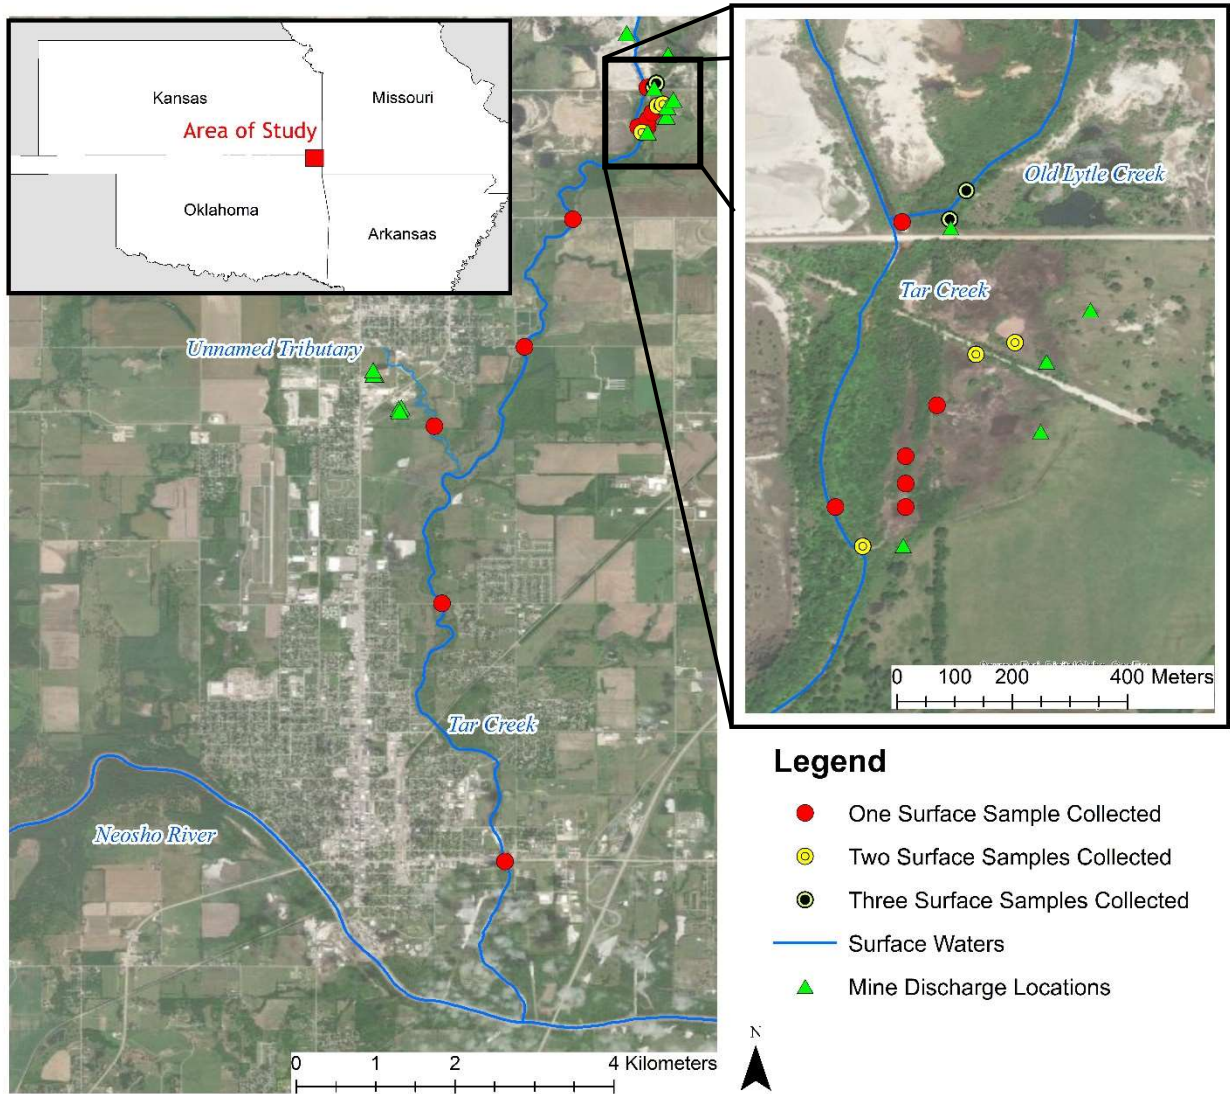 Kansas
Missouri
Area of Study
Oklahoma
Arkansas
Old Lytle Creek
Tar Creek
Unnamed Tributary
0 100 200 400 Meters
Tar Creek
Neosho River
Legend
One Surface Sample Collected
Two Surface Samples Collected
Three Surface Samples Collected
Surface Waters
Mine Discharge Locations
N
0 1 2 4 Kilometers